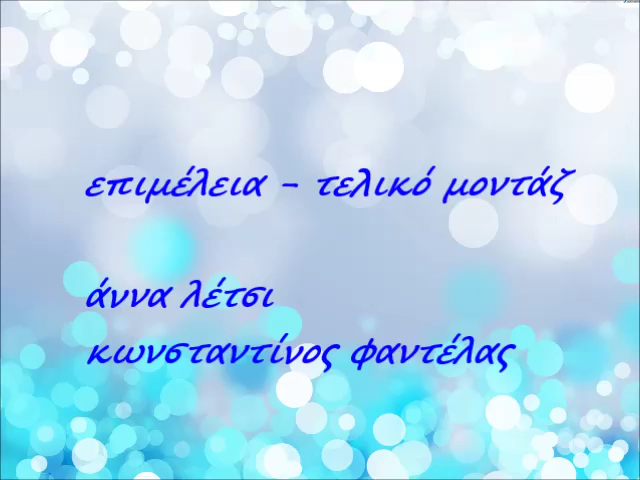 επιμέλεια - τελικό μοντάζ
άννα λέτσι
κωνσταντίνος φαντέλας